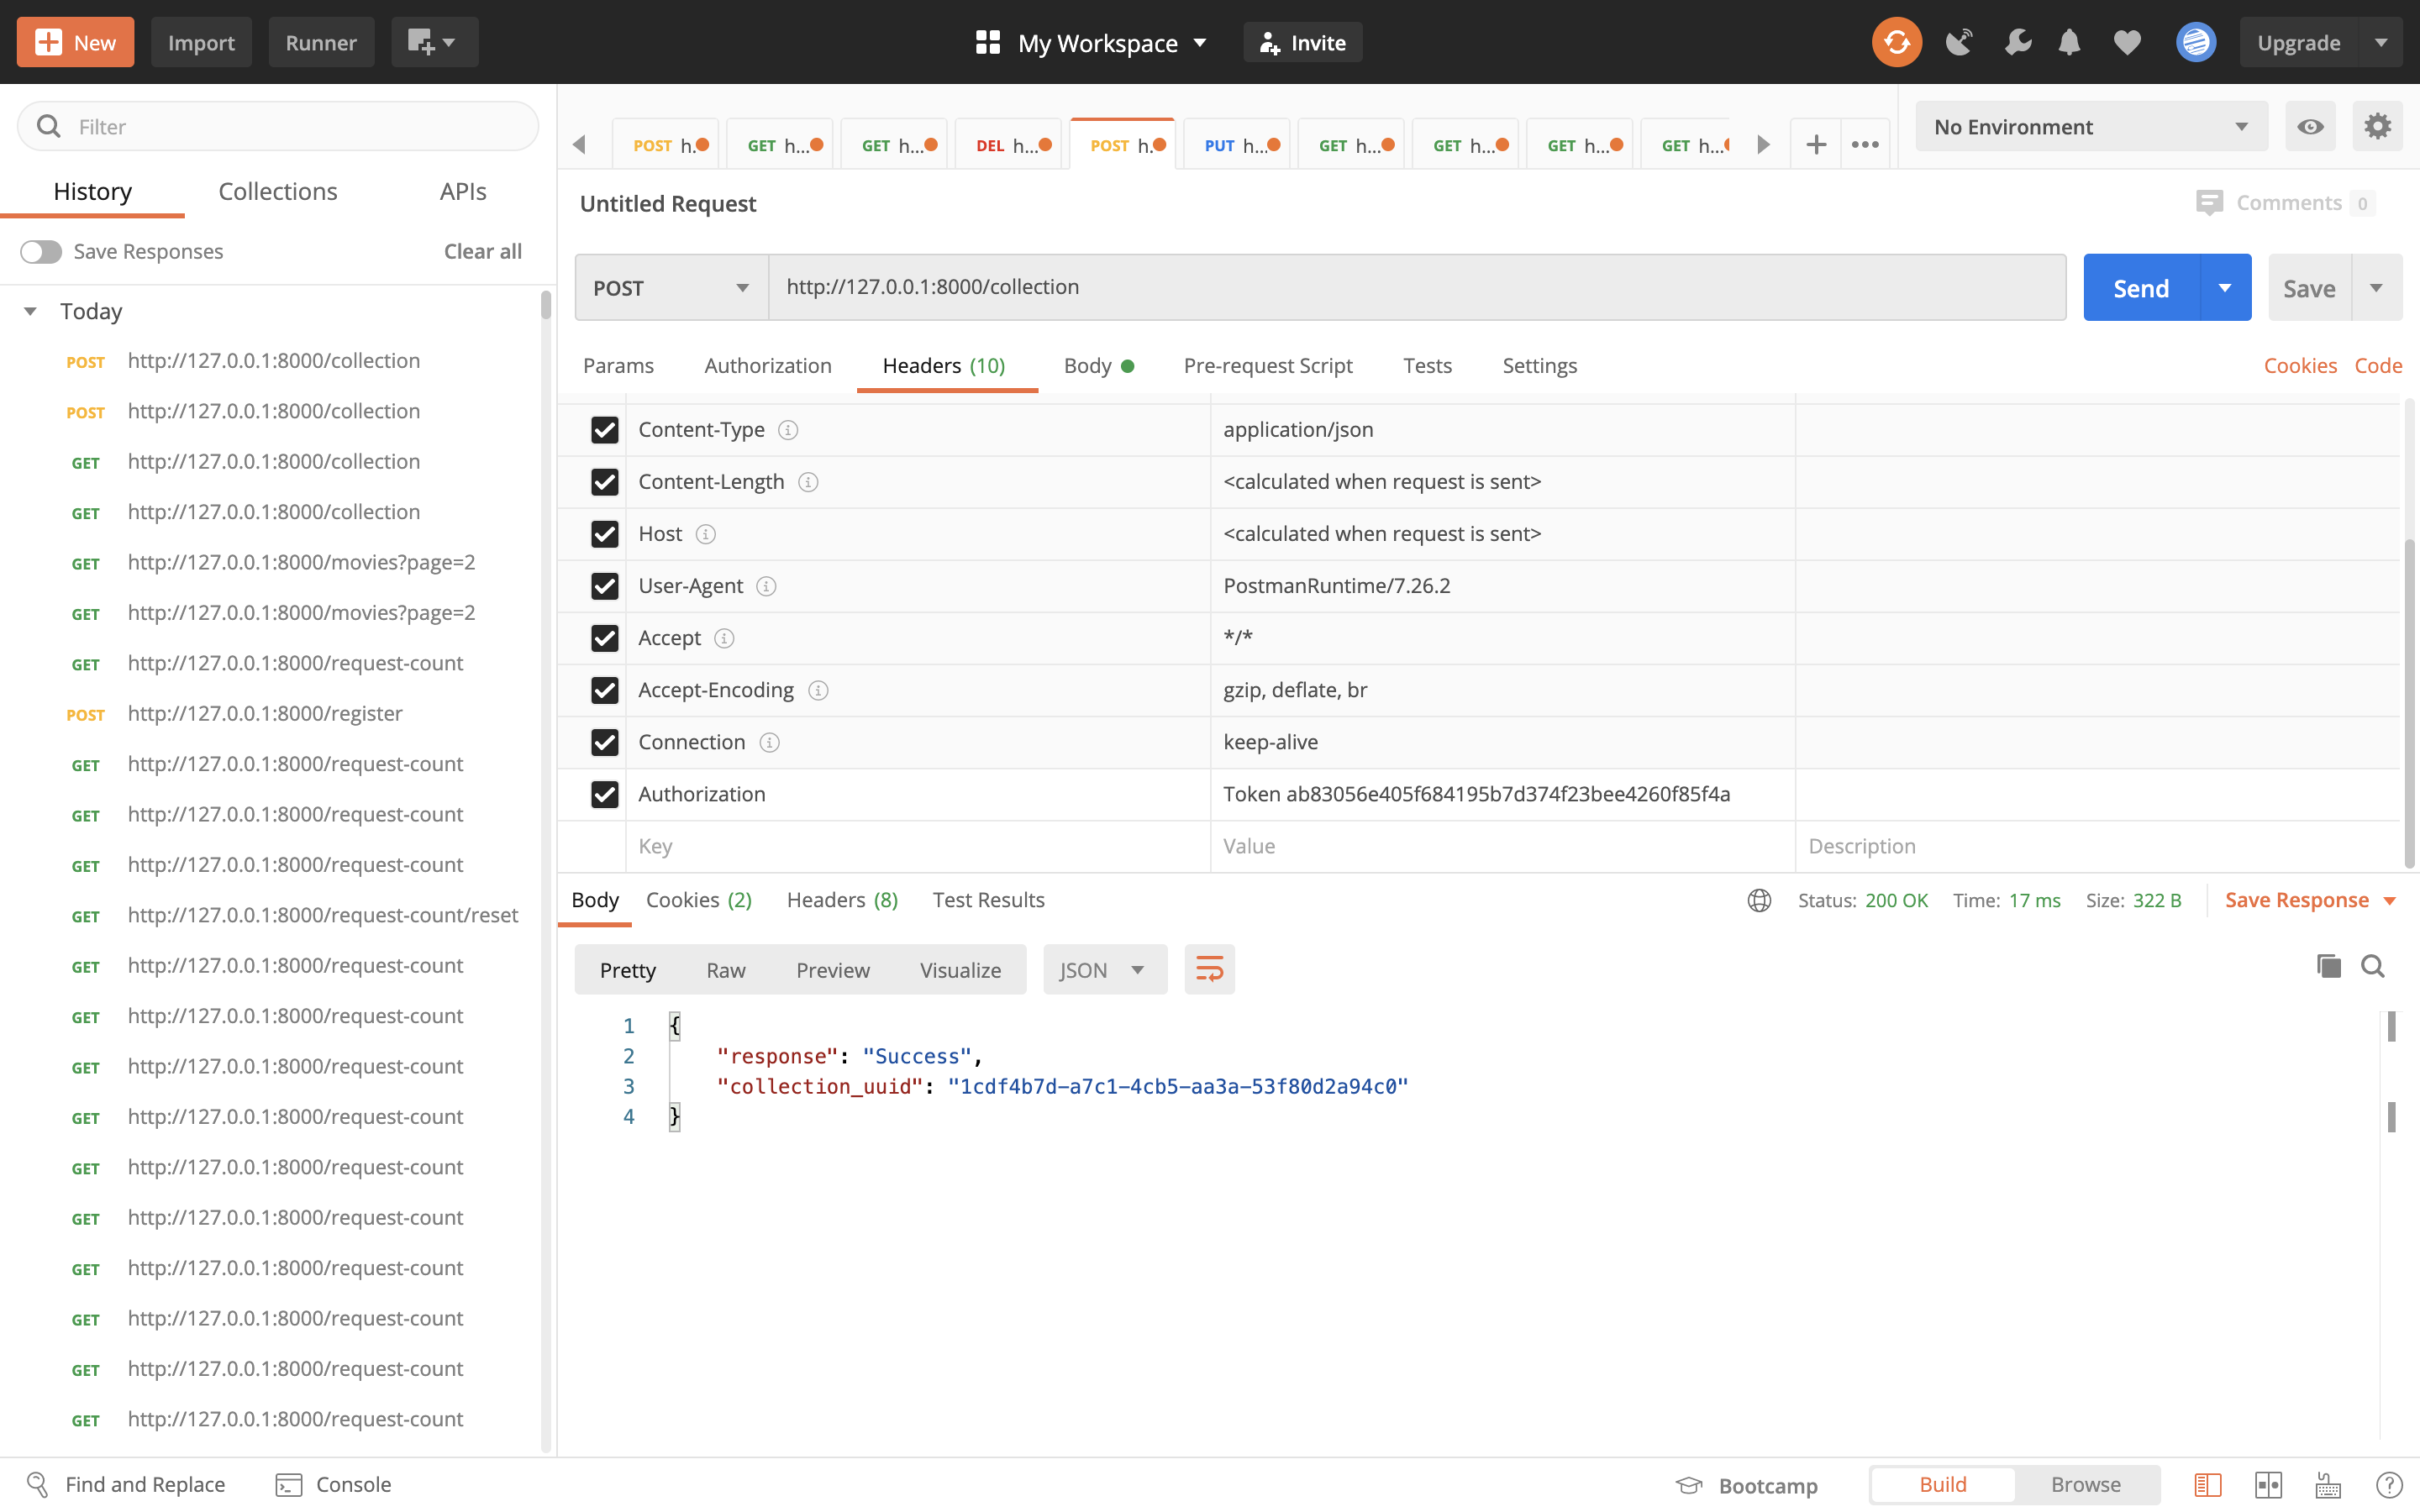 New Import Runner My Workspace Invite Upgrade
Filter
History Collections APIs
Save Responses Clear all
Today
POST http://127.0.0.1:8000/collection
POST http://127.0.0.1:8000/collection
GET http://127.0.0.1:8000/collection
GET http://127.0.0.1:8000/collection
GET http://127.0.0.1:8000/movies?page=2
GET http://127.0.0.1:8000/movies?page=2
GET http://127.0.0.1:8000/request-count
POST http://127.0.0.1:8000/register
GET http://127.0.0.1:8000/request-count
GET http://127.0.0.1:8000/request-count
GET http://127.0.0.1:8000/request-count
GET http://127.0.0.1:8000/request-count/reset
GET http://127.0.0.1:8000/request-count
GET http://127.0.0.1:8000/request-count
GET http://127.0.0.1:8000/request-count
GET http://127.0.0.1:8000/request-count
GET http://127.0.0.1:8000/request-count
GET http://127.0.0.1:8000/request-count
GET http://127.0.0.1:8000/request-count
GET http://127.0.0.1:8000/request-count
GET http://127.0.0.1:8000/request-count
GET http://127.0.0.1:8000/request-count
POST h. GET h... GET h... DEL h... POST h. PUT h... GET h... GET h... GET h... GET h...
No Environment
Untitled Request
Comments 0
POST http://127.0.0.1:8000/collection Send Save
Params Authorization Headers (10) Body Pre-request Script Tests Settings Cookies Code
Content-Type application/json
Content-Length <calculated when request is sent>
Host <calculated when request is sent>
User-Agent PostmanRuntime/7.26.2
Accept */*
Accept-Encoding gzip, deflate, br
Connection keep-alive
Authorization Token ab83056e405f684195b7d374f23bee4260f85f4a
Key Value Description
Body Cookies (2) Headers (8) Test Results Status: 200 OK Time: 17 ms Size: 322 B Save Response
Pretty Raw Preview Visualize JSON
1 {
2 "response": "Success",
3 "collection_uuid": "1cdf4b7d-a7c1-4cb5-aa3a-53f80d2a94c0"
4 }
Find and Replace Console Bootcamp Build Browse